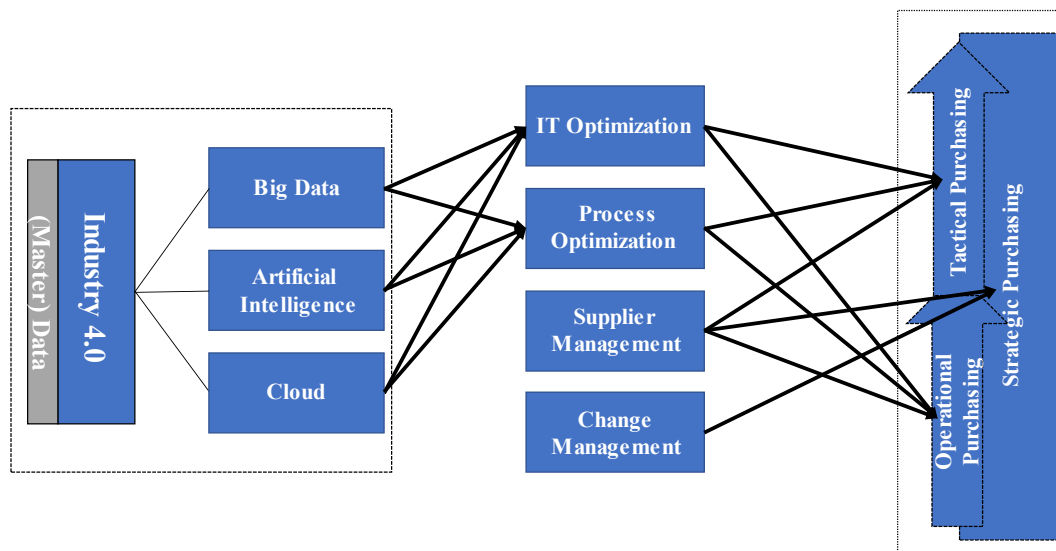 (Master) Data
Industry 4.0
Big Data
Artificial
Intelligence
Cloud
IT Optimization
Process
Optimization
Supplier
Management
Change
Management
Tactical Purchasing
Operational
Purchasing
Strategic Purchasing